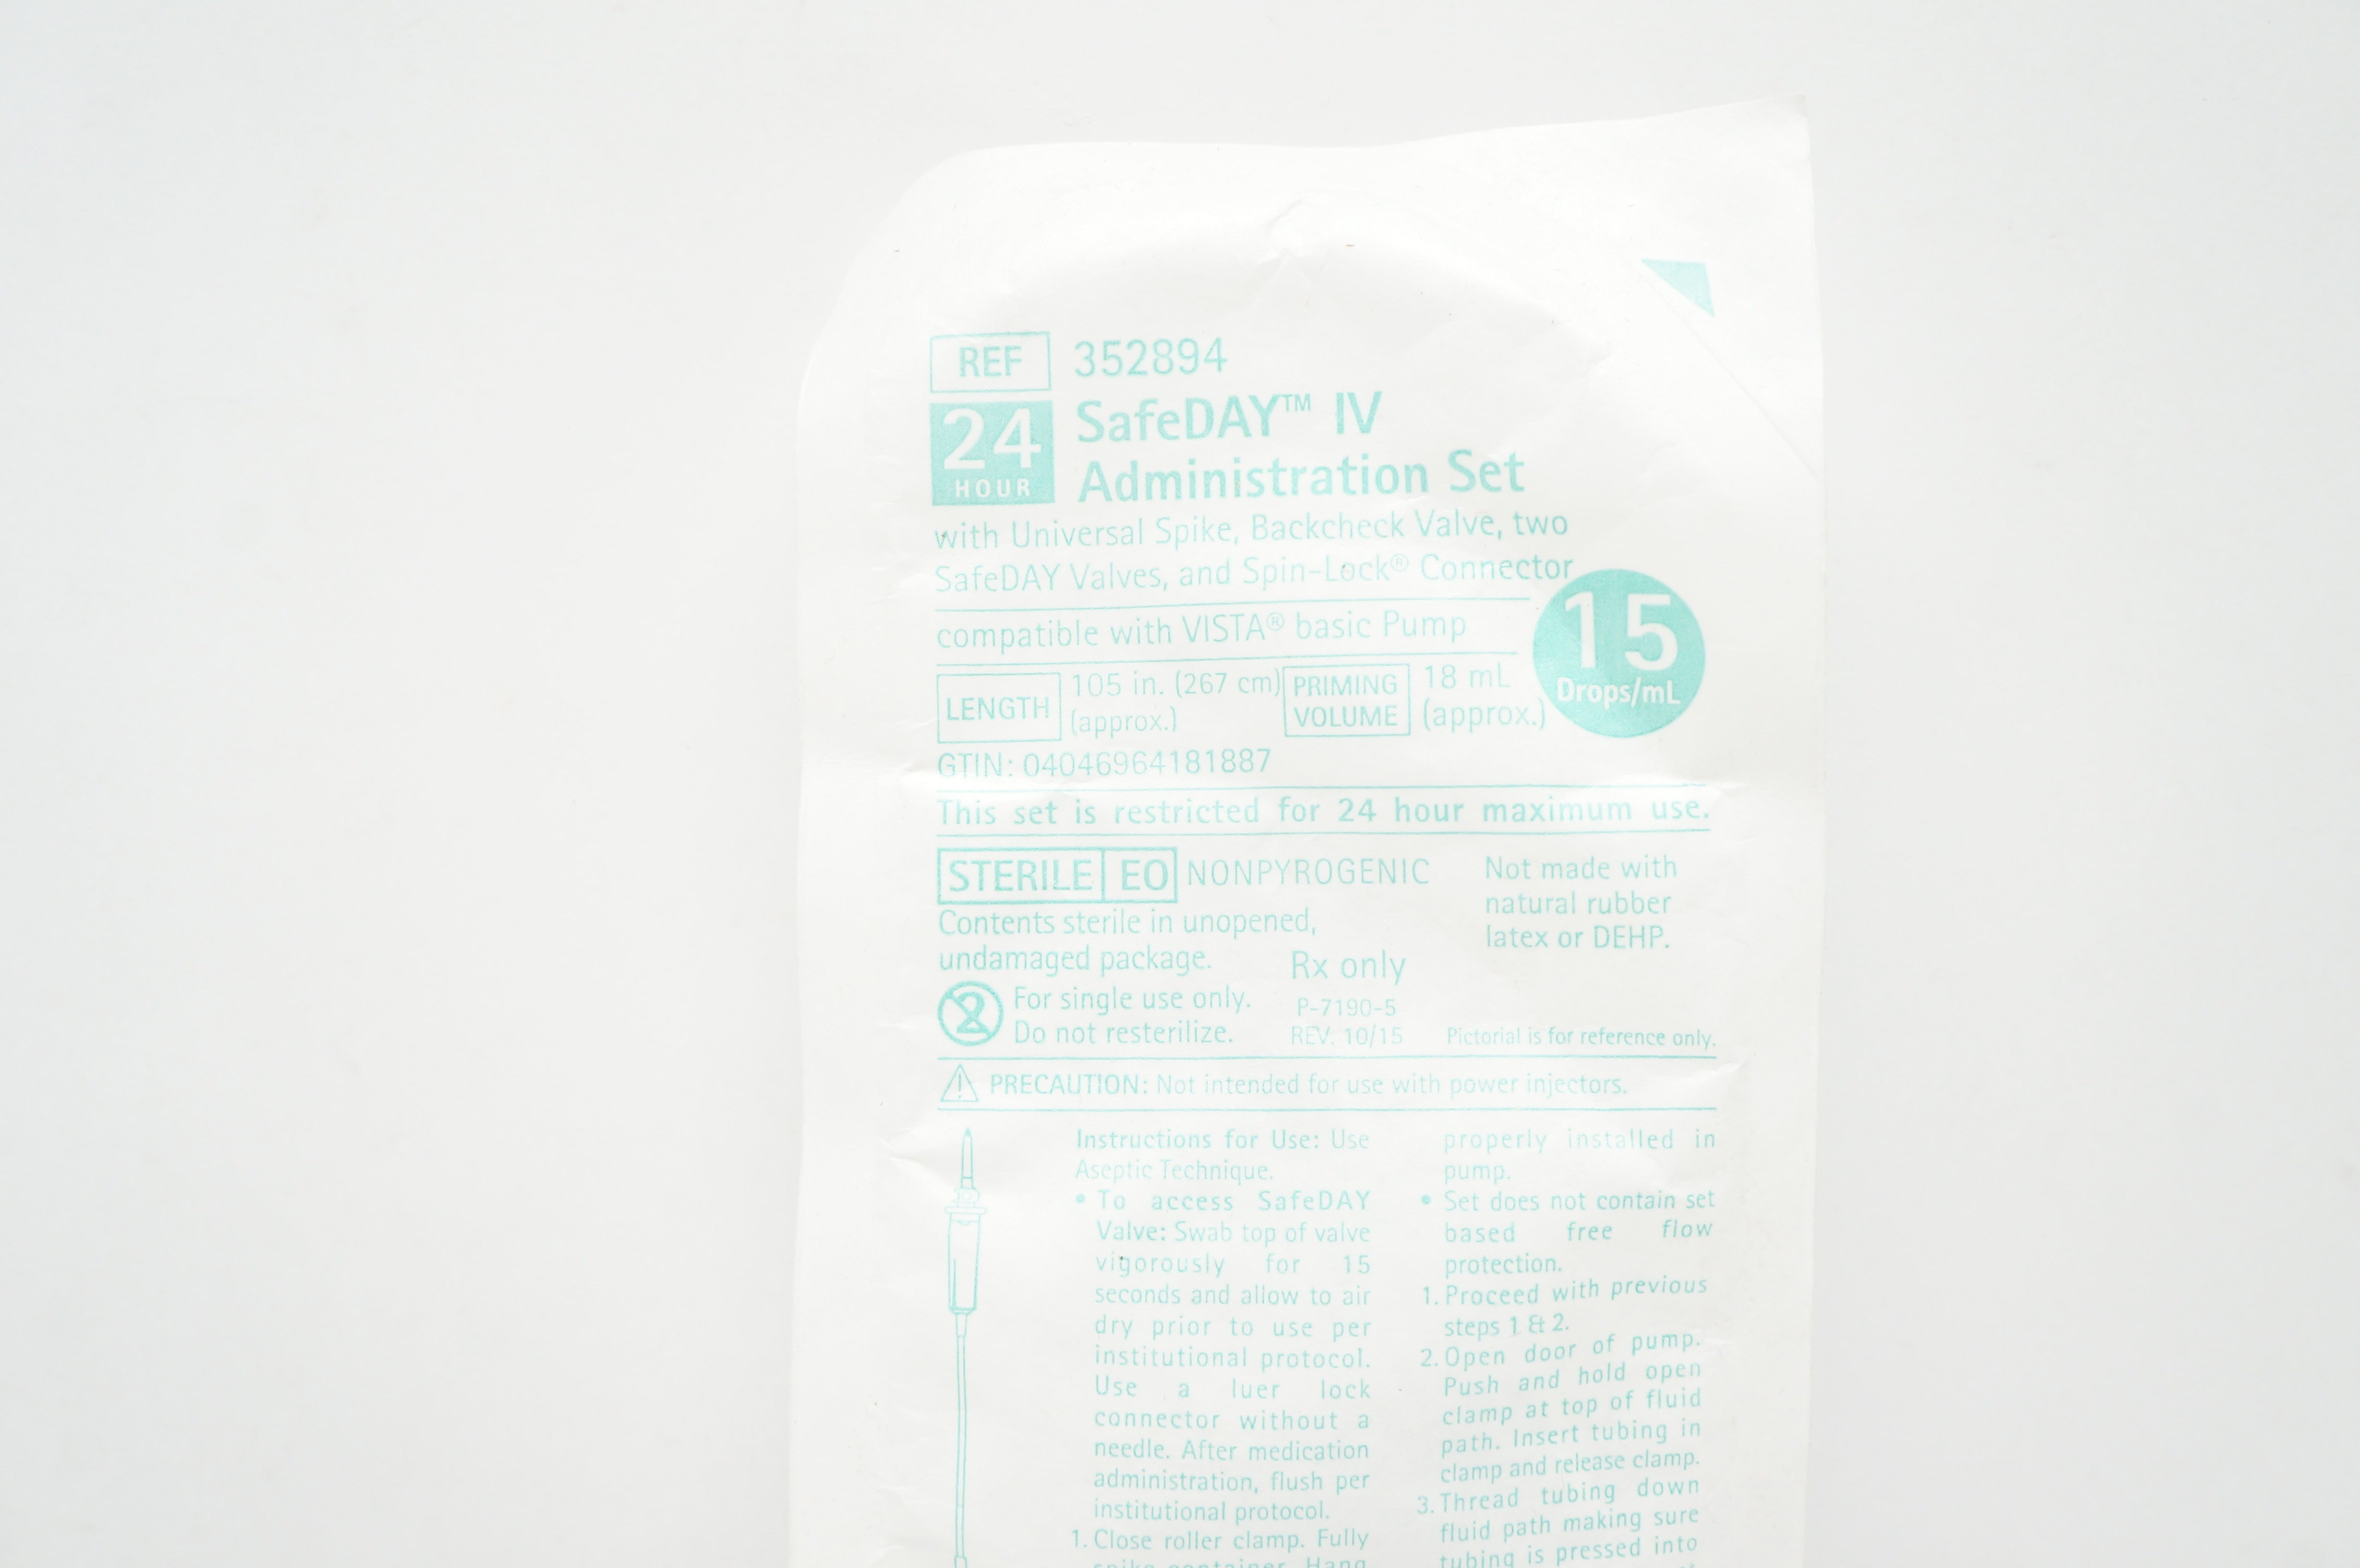 REF 352894
24 HOUR
SafeDAY™ IV
Administration Set
with Universal Spike, Backcheck Valve, two
SafeDAY Valves, and Spin-Lock® Connector
compatible with VISTA® basic Pump
15
Drops/mL
LENGTH 105 in. (267 cm) (approx.)
PRIMING VOLUME 18 mL (approx.)
GTIN: 04046964181887
This set is restricted for 24 hour maximum use.
STERILE EO NONPYROGENIC
Contents sterile in unopened,
undamaged package.
Not made with
natural rubber
latex or DEHP.
Rx only
2 For single use only.
Do not resterilize.
P-7190-5
REV. 10/15
Pictorial is for reference only.
PRECAUTION: Not intended for use with power injectors.
Instructions for Use: Use
Aseptic Technique.
• To access SafeDAY
Valve: Swab top of valve
vigorously for 15
seconds and allow to air
dry prior to use per
institutional protocol.
Use a luer lock
connector without a
needle. After medication
administration, flush per
institutional protocol.
1. Close roller clamp. Fully
spike container. Hang
properly installed in
pump.
• Set does not contain set
based free flow
protection.
1. Proceed with previous
steps 1 & 2.
2. Open door of pump.
Push and hold open
clamp at top of fluid
path. Insert tubing in
clamp and release clamp.
3. Thread tubing down
fluid path making sure
tubing is pressed into